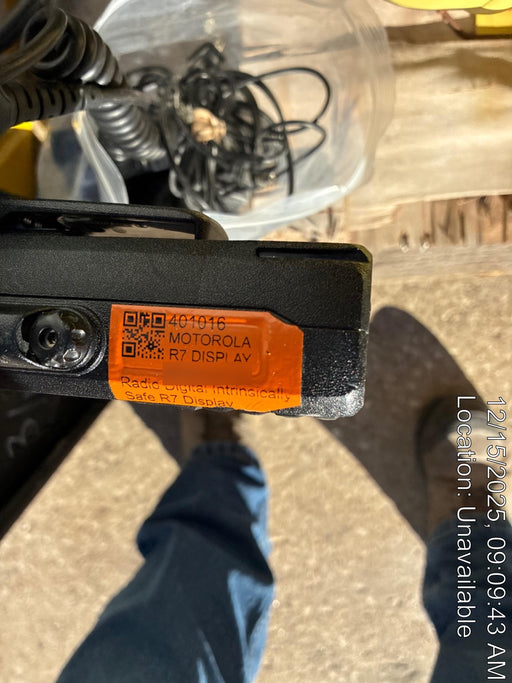 401016
MOTOROLA
R7 DISPLAY
Radio Digital Intrinsically
Safe R7 Display
12/15/2025, 09:09:43 AM
Location: Unavailable